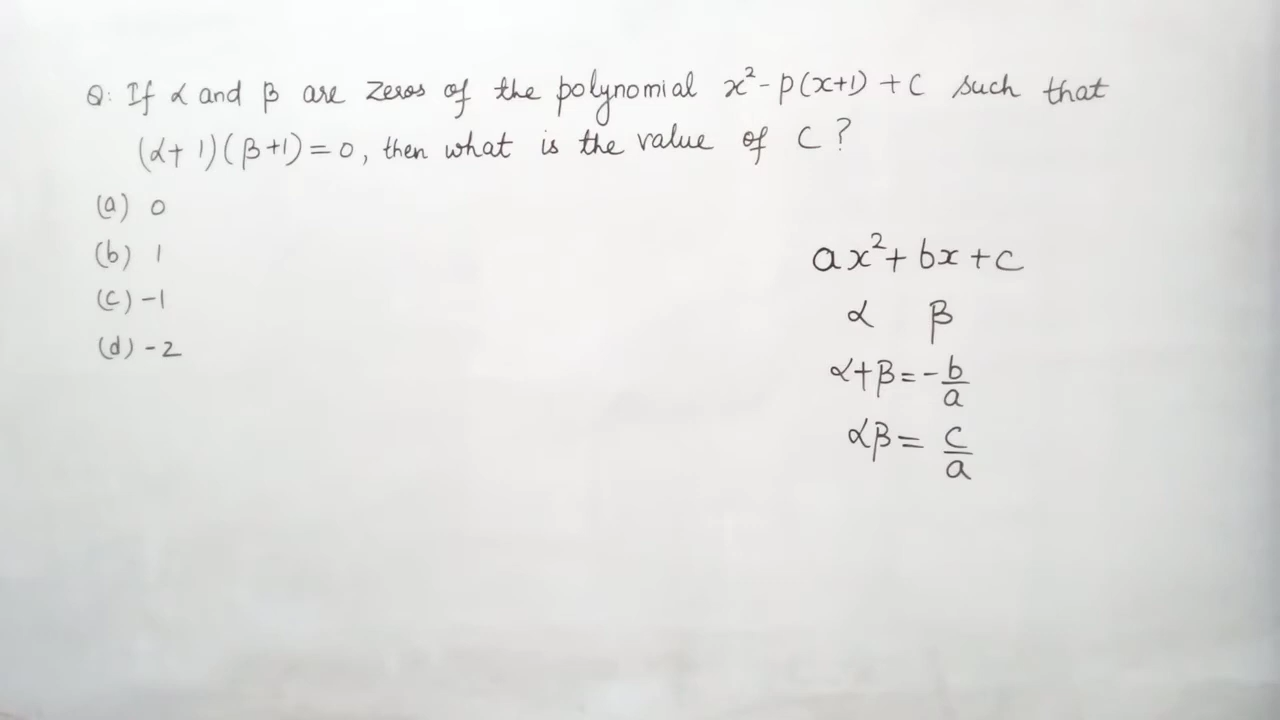 Q: If α and β are zeros of the polynomial x² - p(x+1) + c such that
(α+1)(β+1)=0, then what is the value of c?
(a) 0
(b) 1
(c) -1
(d) -2
ax² + bx + c
α β
α+β = -b/a
αβ = c/a